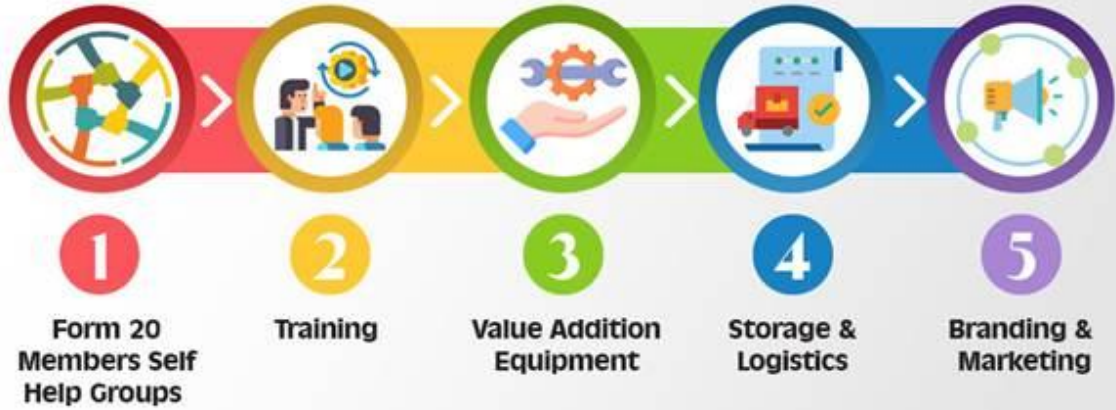 1
Form 20
Members Self
Help Groups
2
Training
3
Value Addition
Equipment
4
Storage &
Logistics
5
Branding &
Marketing